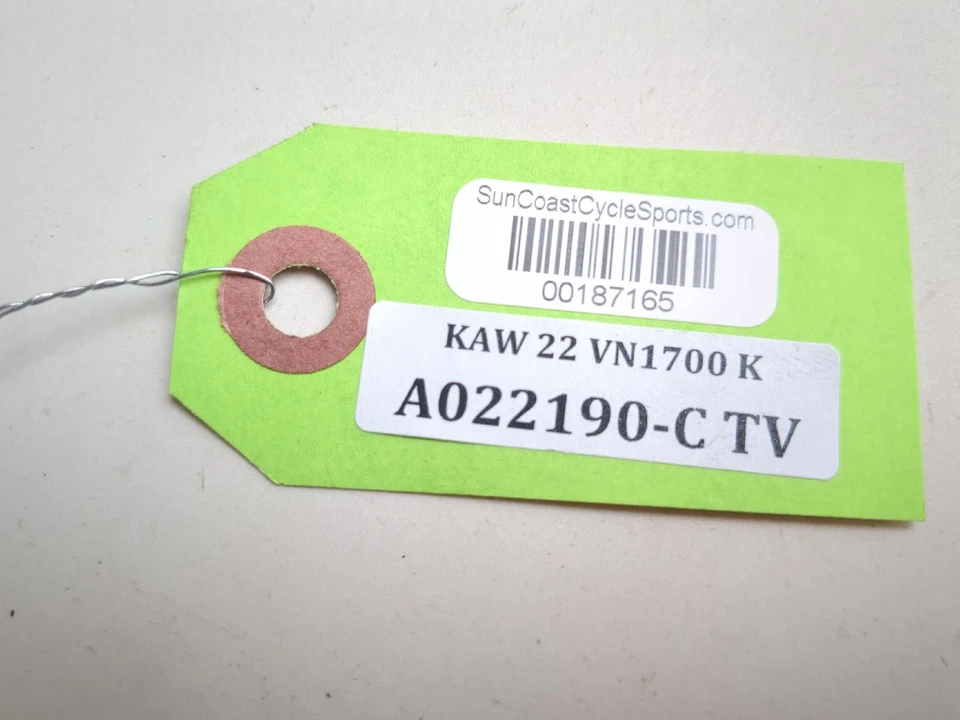 SunCoastCycleSports.com
00187165
KAW 22 VN1700 K
A022190-C TV